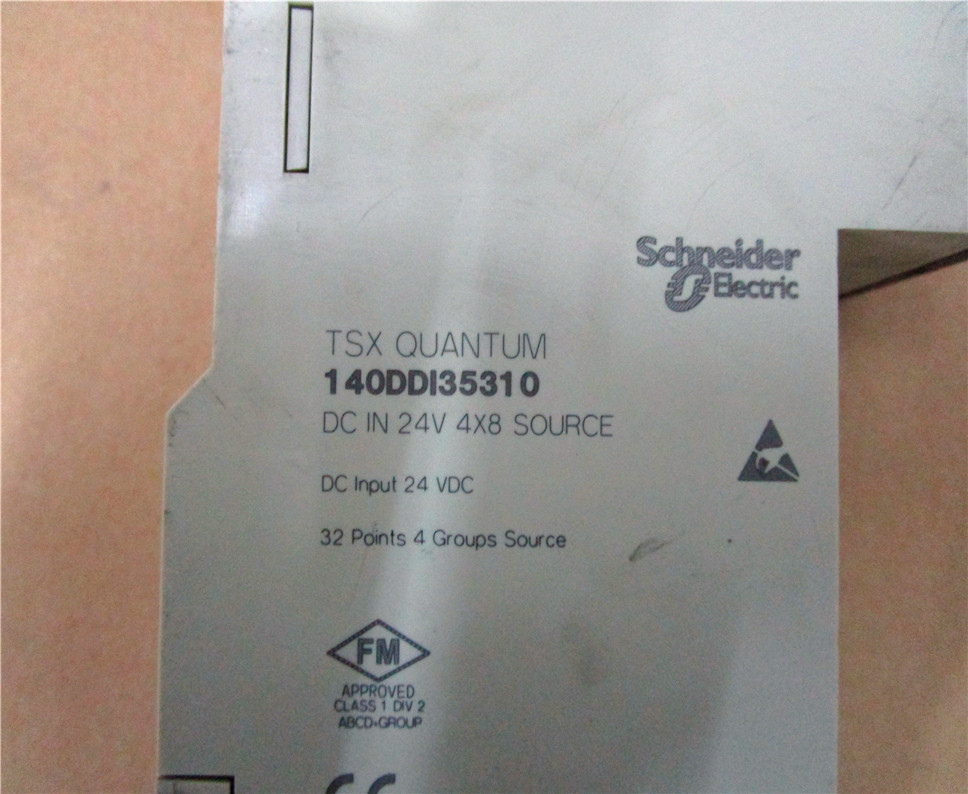 Schneider
Electric
TSX QUANTUM
140DDI35310
DC IN 24V 4X8 SOURCE
DC Input 24 VDC
32 Points 4 Groups Source
FM
APPROVED
CLASS 1 DIV 2
ABCD-GROUP
CE